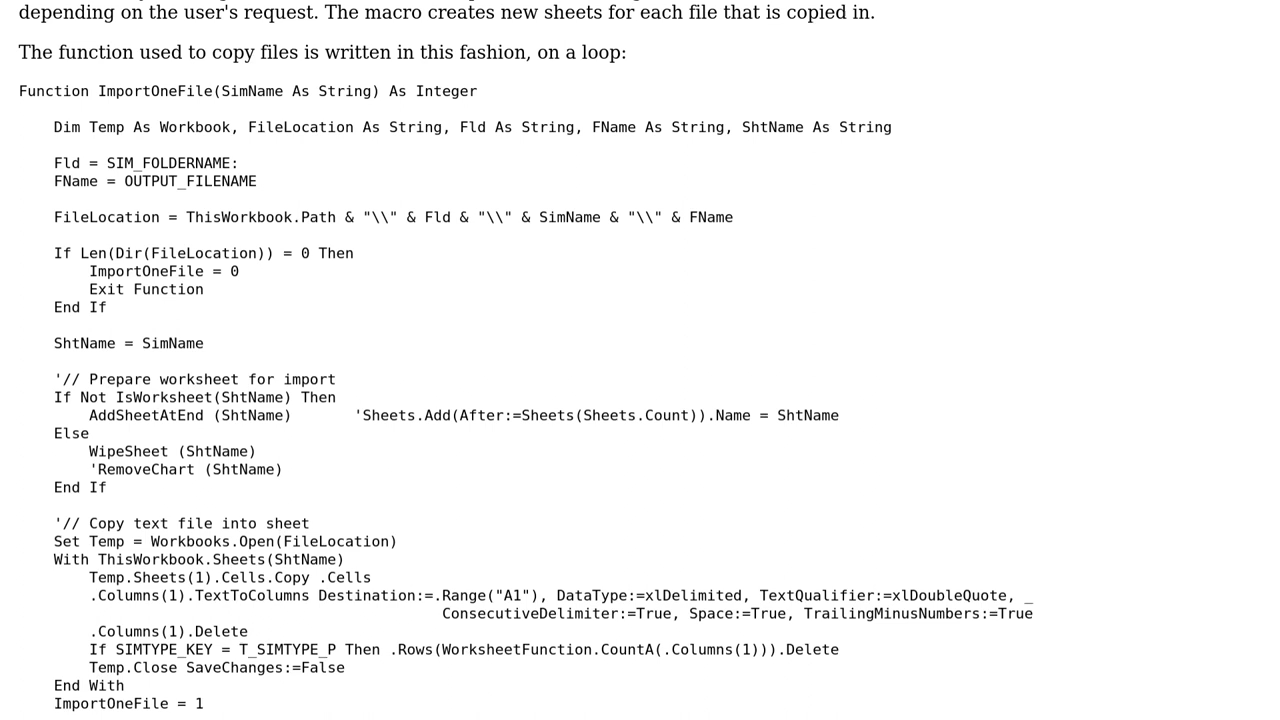 depending on the user's request. The macro creates new sheets for each file that is copied in.
The function used to copy files is written in this fashion, on a loop:
Function ImportOneFile(SimName As String) As Integer
Dim Temp As Workbook, FileLocation As String, Fld As String, FName As String, ShtName As String
Fld = SIM_FOLDERNAME:
FName = OUTPUT_FILENAME
FileLocation = ThisWorkbook.Path & "\\" & Fld & "\\" & SimName & "\\" & FName
If Len(Dir(FileLocation)) = 0 Then
ImportOneFile = 0
Exit Function
End If
ShtName = SimName
'// Prepare worksheet for import
If Not IsWorksheet(ShtName) Then
AddSheetAtEnd (ShtName)       'Sheets.Add(After:=Sheets(Sheets.Count)).Name = ShtName
Else
WipeSheet (ShtName)
'RemoveChart (ShtName)
End If
'// Copy text file into sheet
Set Temp = Workbooks.Open(FileLocation)
With ThisWorkbook.Sheets(ShtName)
Temp.Sheets(1).Cells.Copy .Cells
.Columns(1).TextToColumns Destination:=.Range("A1"), DataType:=xlDelimited, TextQualifier:=xlDoubleQuote, _
ConsecutiveDelimiter:=True, Space:=True, TrailingMinusNumbers:=True
.Columns(1).Delete
If SIMTYPE_KEY = T_SIMTYPE_P Then .Rows(WorksheetFunction.CountA(.Columns(1))).Delete
Temp.Close SaveChanges:=False
End With
ImportOneFile = 1